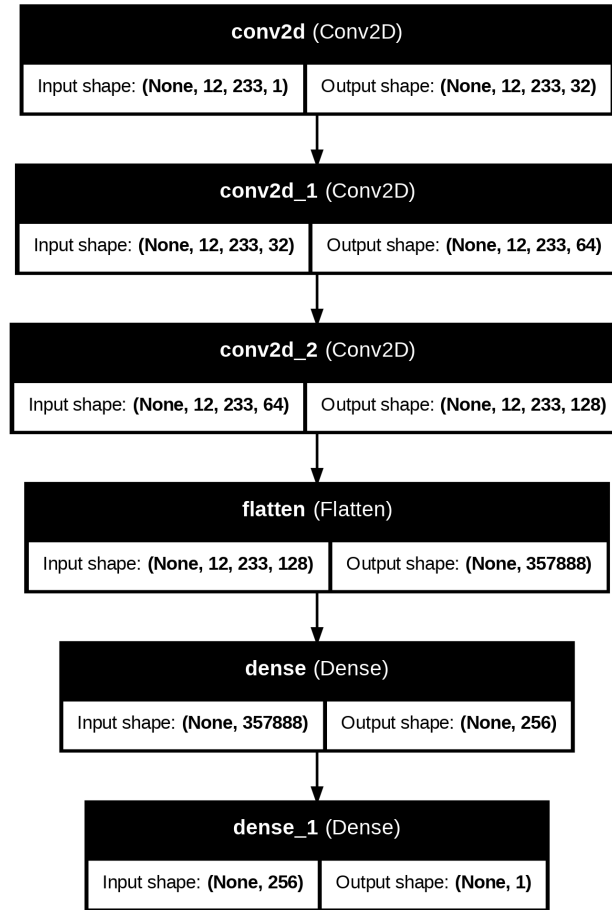 conv2d (Conv2D)
Input shape: (None, 12, 233, 1) Output shape: (None, 12, 233, 32)
conv2d_1 (Conv2D)
Input shape: (None, 12, 233, 32) Output shape: (None, 12, 233, 64)
conv2d_2 (Conv2D)
Input shape: (None, 12, 233, 64) Output shape: (None, 12, 233, 128)
flatten (Flatten)
Input shape: (None, 12, 233, 128) Output shape: (None, 357888)
dense (Dense)
Input shape: (None, 357888) Output shape: (None, 256)
dense_1 (Dense)
Input shape: (None, 256) Output shape: (None, 1)